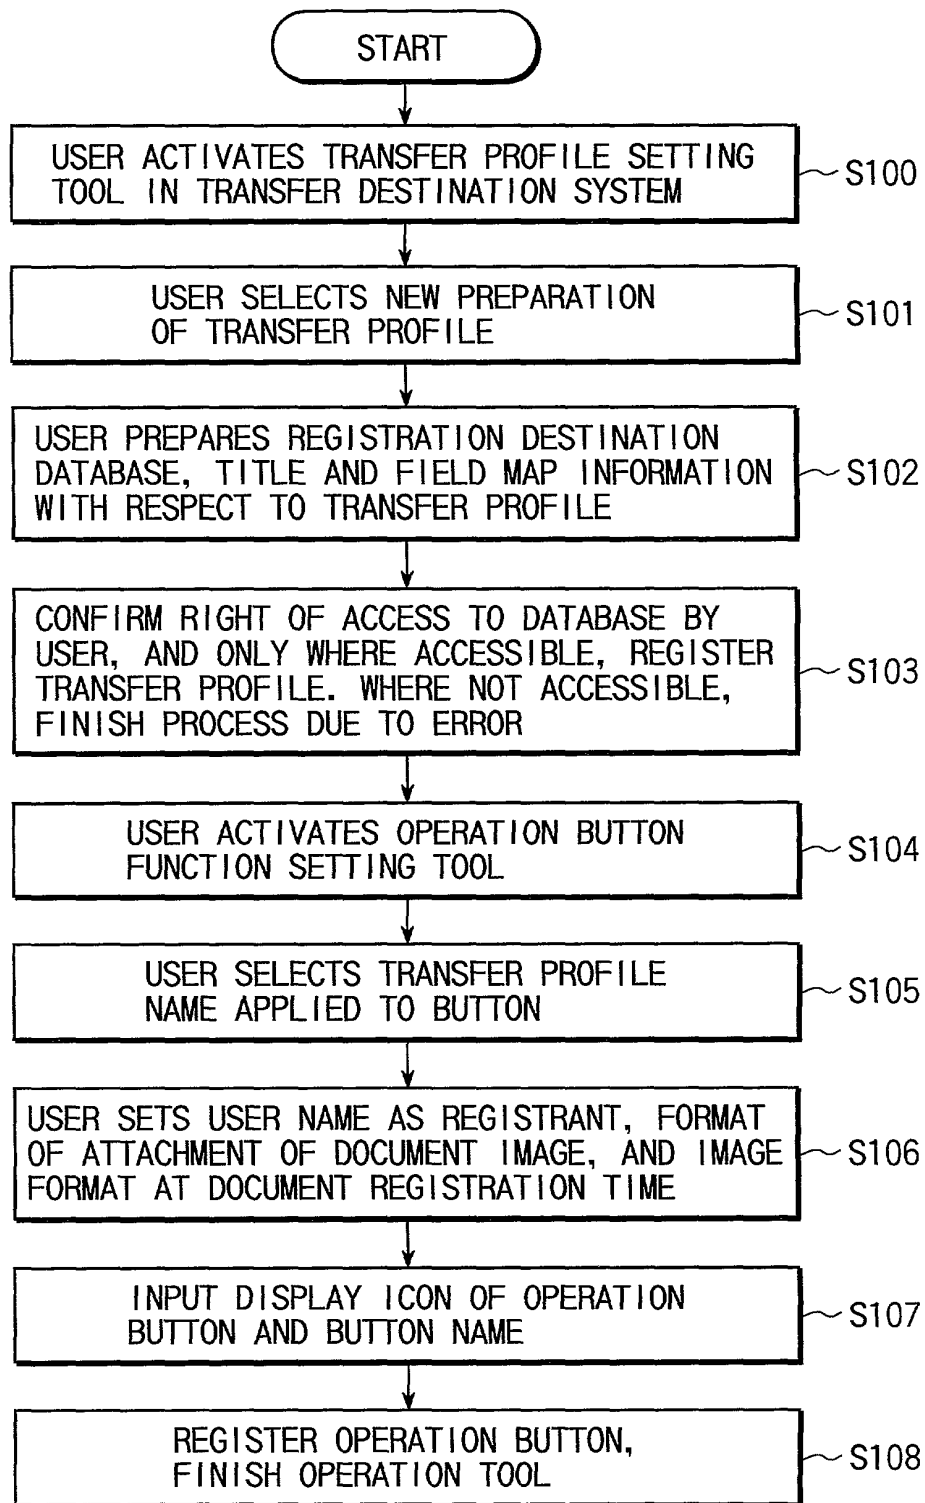 START
USER ACTIVATES TRANSFER PROFILE SETTING
TOOL IN TRANSFER DESTINATION SYSTEM
S100
USER SELECTS NEW PREPARATION
OF TRANSFER PROFILE
S101
USER PREPARES REGISTRATION DESTINATION
DATABASE, TITLE AND FIELD MAP INFORMATION
WITH RESPECT TO TRANSFER PROFILE
S102
CONFIRM RIGHT OF ACCESS TO DATABASE BY
USER, AND ONLY WHERE ACCESSIBLE, REGISTER
TRANSFER PROFILE. WHERE NOT ACCESSIBLE,
FINISH PROCESS DUE TO ERROR
S103
USER ACTIVATES OPERATION BUTTON
FUNCTION SETTING TOOL
S104
USER SELECTS TRANSFER PROFILE
NAME APPLIED TO BUTTON
S105
USER SETS USER NAME AS REGISTRANT, FORMAT
OF ATTACHMENT OF DOCUMENT IMAGE, AND IMAGE
FORMAT AT DOCUMENT REGISTRATION TIME
S106
INPUT DISPLAY ICON OF OPERATION
BUTTON AND BUTTON NAME
S107
REGISTER OPERATION BUTTON,
FINISH OPERATION TOOL
S108